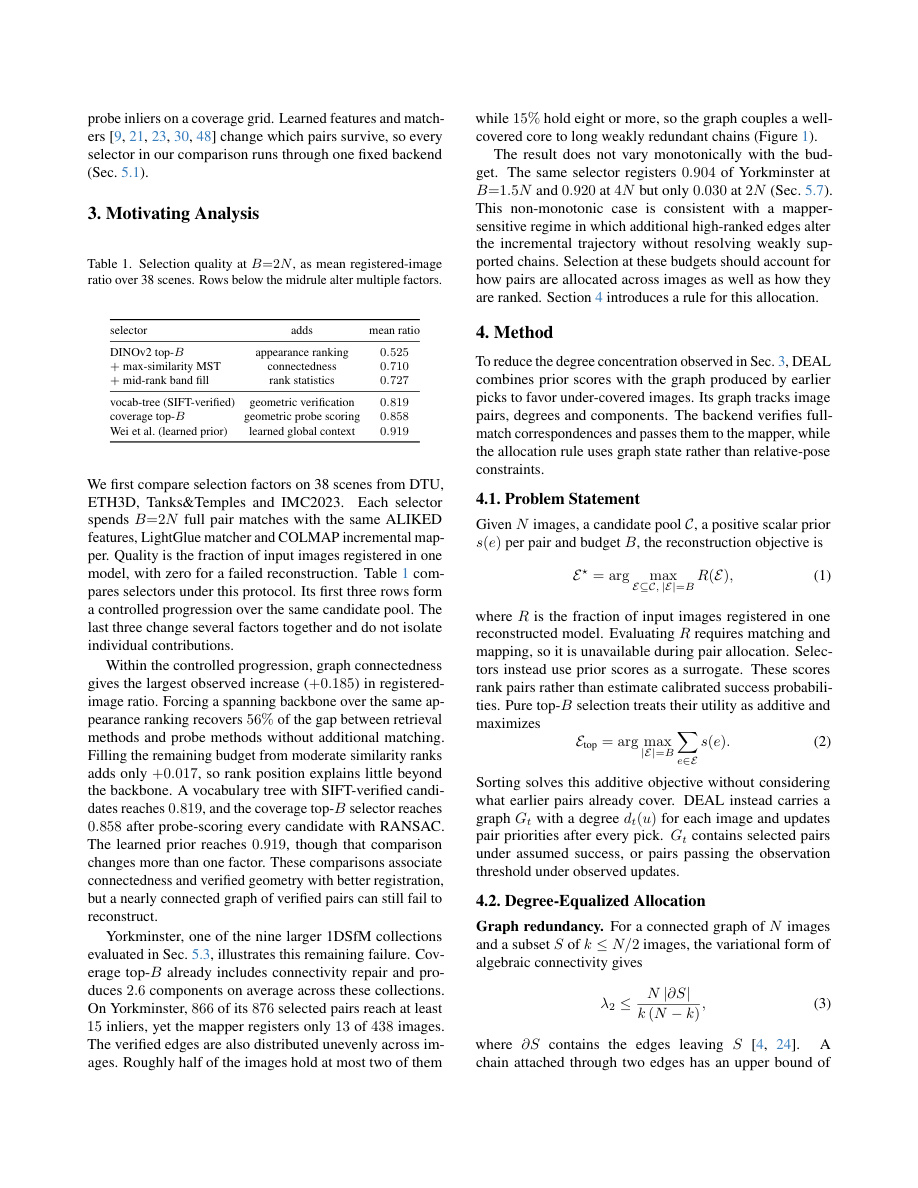 probe inliers on a coverage grid. Learned features and match-
ers [9, 21, 23, 30, 48] change which pairs survive, so every
selector in our comparison runs through one fixed backend
(Sec. 5.1).
3. Motivating Analysis
Table 1. Selection quality at B=2N, as mean registered-image
ratio over 38 scenes. Rows below the midrule alter multiple factors.
selector adds mean ratio
DINOv2 top-B appearance ranking 0.525
+ max-similarity MST connectedness 0.710
+ mid-rank band fill rank statistics 0.727
vocab-tree (SIFT-verified) geometric verification 0.819
coverage top-B geometric probe scoring 0.858
Wei et al. (learned prior) learned global context 0.919
We first compare selection factors on 38 scenes from DTU,
ETH3D, Tanks&Temples and IMC2023. Each selector
spends B=2N full pair matches with the same ALIKED
features, LightGlue matcher and COLMAP incremental map-
per. Quality is the fraction of input images registered in one
model, with zero for a failed reconstruction. Table 1 com-
pares selectors under this protocol. Its first three rows form
a controlled progression over the same candidate pool. The
last three change several factors together and do not isolate
individual contributions.
Within the controlled progression, graph connectedness
gives the largest observed increase (+0.185) in registered-
image ratio. Forcing a spanning backbone over the same ap-
pearance ranking recovers 56% of the gap between retrieval
methods and probe methods without additional matching.
Filling the remaining budget from moderate similarity ranks
adds only +0.017, so rank position explains little beyond
the backbone. A vocabulary tree with SIFT-verified candi-
dates reaches 0.819, and the coverage top-B selector reaches
0.858 after probe-scoring every candidate with RANSAC.
The learned prior reaches 0.919, though that comparison
changes more than one factor. These comparisons associate
connectedness and verified geometry with better registration,
but a nearly connected graph of verified pairs can still fail to
reconstruct.
Yorkminster, one of the nine larger 1DSfM collections
evaluated in Sec. 5.3, illustrates this remaining failure. Cov-
erage top-B already includes connectivity repair and pro-
duces 2.6 components on average across these collections.
On Yorkminster, 866 of its 876 selected pairs reach at least
15 inliers, yet the mapper registers only 13 of 438 images.
The verified edges are also distributed unevenly across im-
ages. Roughly half of the images hold at most two of them
while 15% hold eight or more, so the graph couples a well-
covered core to long weakly redundant chains (Figure 1).
The result does not vary monotonically with the bud-
get. The same selector registers 0.904 of Yorkminster at
B=1.5N and 0.920 at 4N but only 0.030 at 2N (Sec. 5.7).
This non-monotonic case is consistent with a mapper-
sensitive regime in which additional high-ranked edges alter
the incremental trajectory without resolving weakly sup-
ported chains. Selection at these budgets should account for
how pairs are allocated across images as well as how they
are ranked. Section 4 introduces a rule for this allocation.
4. Method
To reduce the degree concentration observed in Sec. 3, DEAL
combines prior scores with the graph produced by earlier
picks to favor under-covered images. Its graph tracks image
pairs, degrees and components. The backend verifies full-
match correspondences and passes them to the mapper, while
the allocation rule uses graph state rather than relative-pose
constraints.
4.1. Problem Statement
Given N images, a candidate pool C, a positive scalar prior
s(e) per pair and budget B, the reconstruction objective is
E⋆ = arg max E⊆C, |E|=B R(E), (1)
where R is the fraction of input images registered in one
reconstructed model. Evaluating R requires matching and
mapping, so it is unavailable during pair allocation. Selec-
tors instead use prior scores as a surrogate. These scores
rank pairs rather than estimate calibrated success probabili-
ties. Pure top-B selection treats their utility as additive and
maximizes
Etop = arg max |E|=B ∑ e∈E s(e). (2)
Sorting solves this additive objective without considering
what earlier pairs already cover. DEAL instead carries a
graph Gt with a degree dt(u) for each image and updates
pair priorities after every pick. Gt contains selected pairs
under assumed success, or pairs passing the observation
threshold under observed updates.
4.2. Degree-Equalized Allocation
Graph redundancy. For a connected graph of N images
and a subset S of k ≤ N/2 images, the variational form of
algebraic connectivity gives
λ2 ≤ N |∂S| / k (N − k), (3)
where ∂S contains the edges leaving S [4, 24]. A
chain attached through two edges has an upper bound of